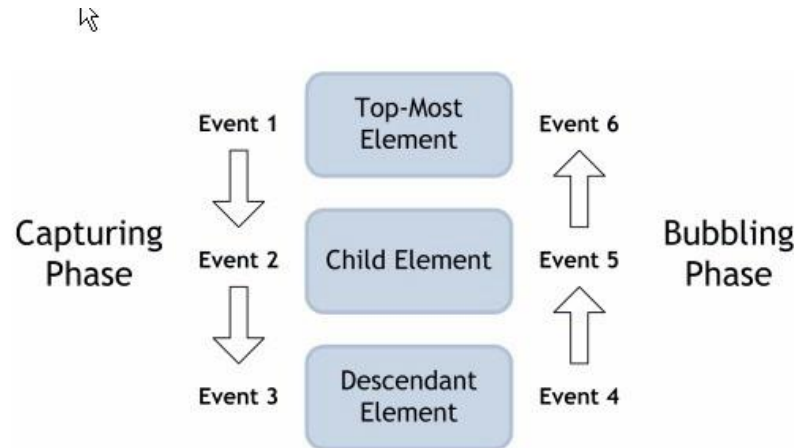 Event 1
Top-Most
Element
Event 6
Capturing
Phase
Event 2
Child Element
Event 5
Bubbling
Phase
Event 3
Descendant
Element
Event 4